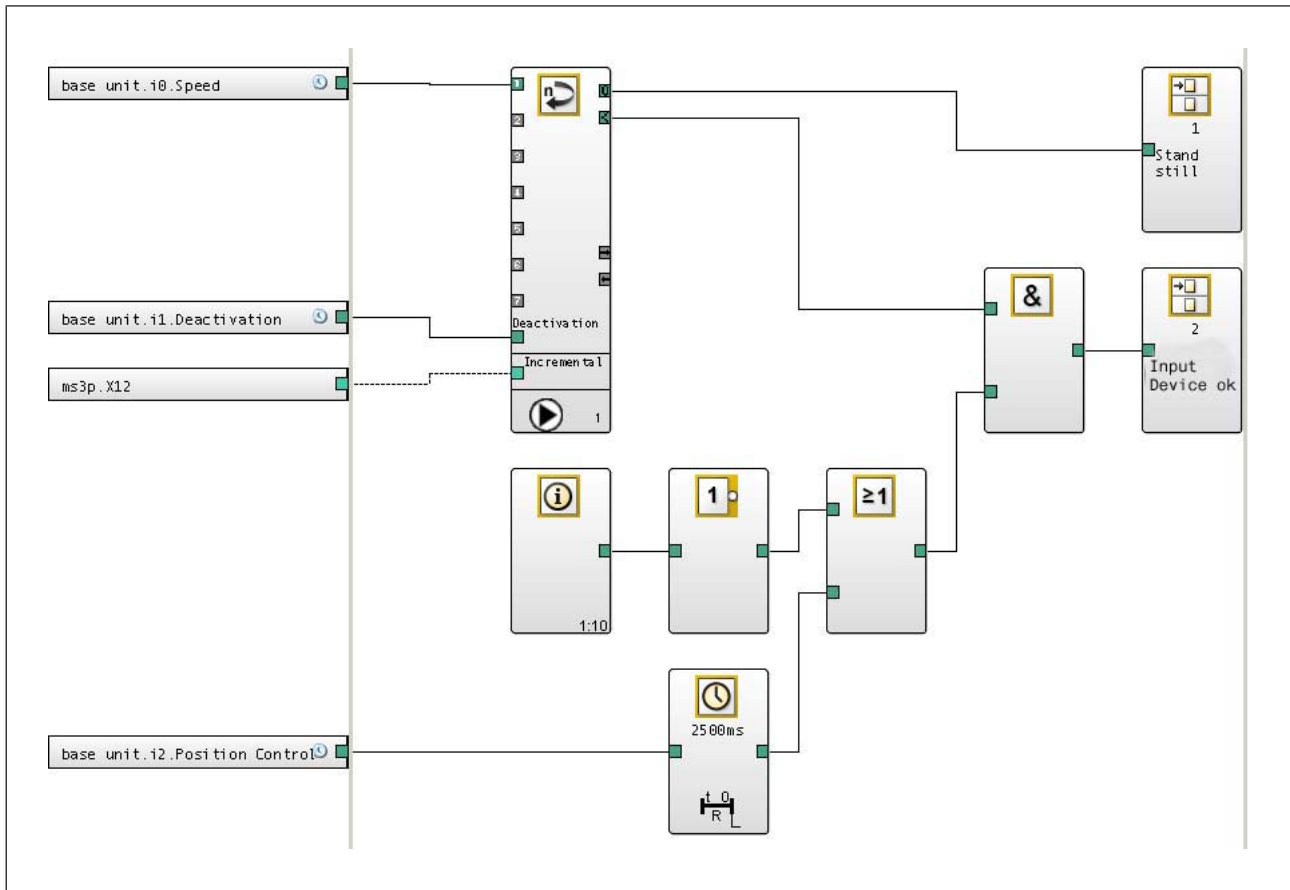 base unit.i0.Speed
1
2
3
4
5
6
7
n
0
<
1
Stand
still
base unit.i1.Deactivation
Deactivation
ms3p.X12
Incremental
1
&
2
Input
Device ok
i
1:10
1
≥1
base unit.i2.Position Control
2500ms
t 0
R